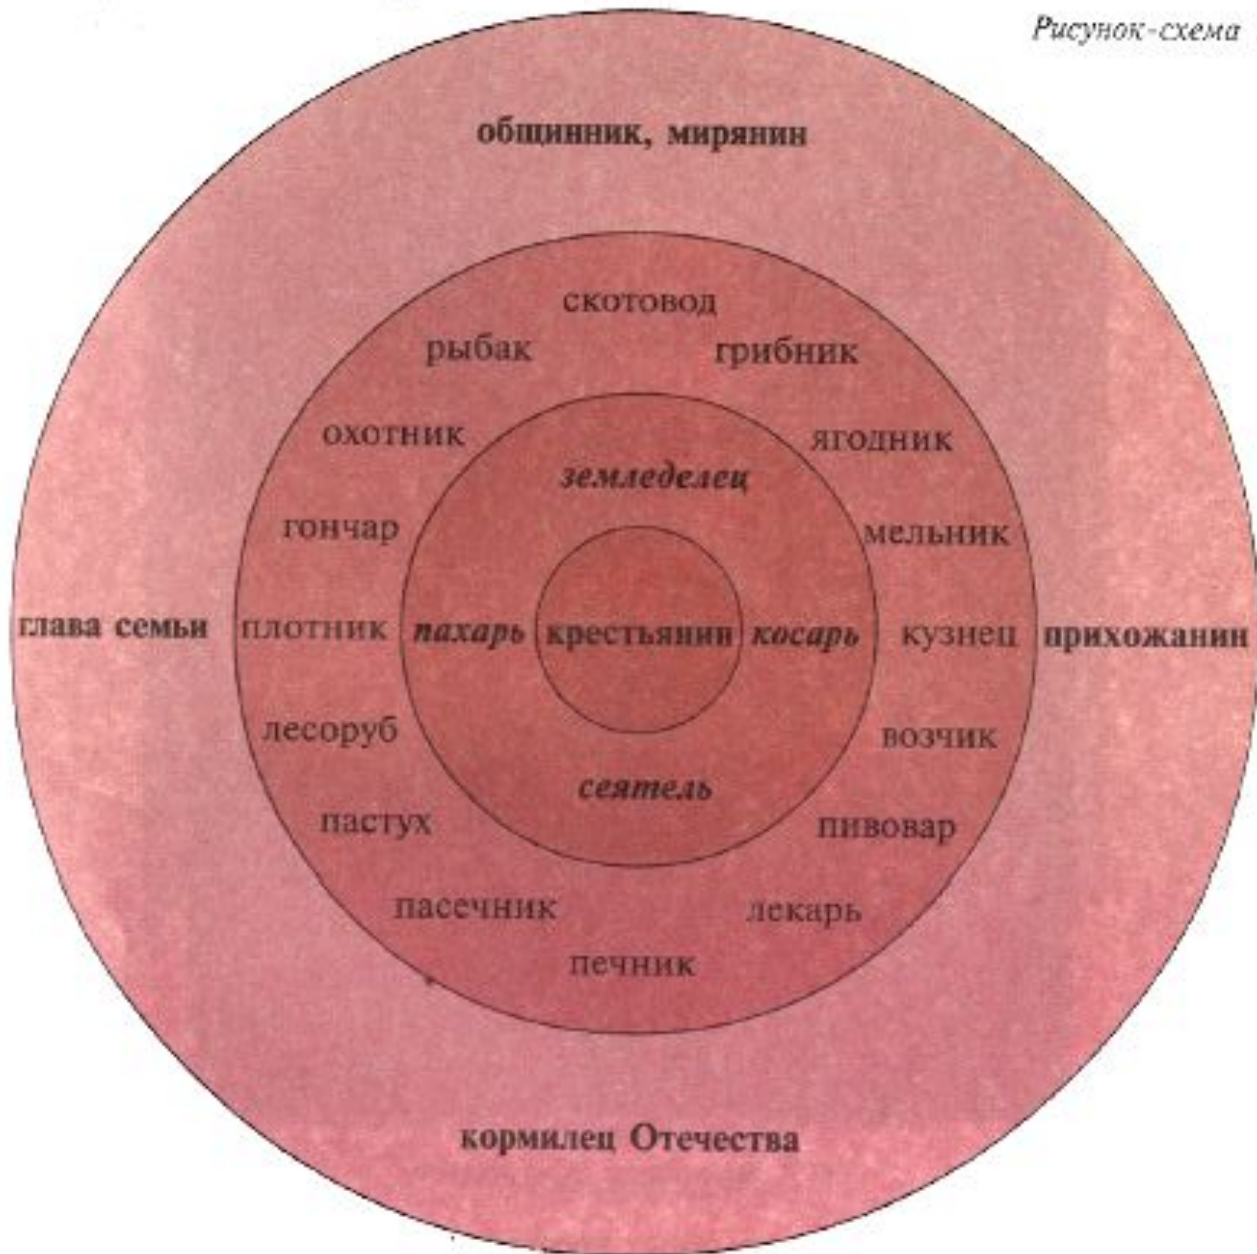 Рисунок-схема
общинник, мирянин
скотовод
рыбак
грибник
охотник
ягодник
земледелец
гончар
мельник
глава семьи
плотник
пахарь
крестьянин
косарь
кузнец
прихожанин
лесоруб
возчик
сеятель
пастух
пивовар
пасечник
лекарь
печник
кормилец Отечества